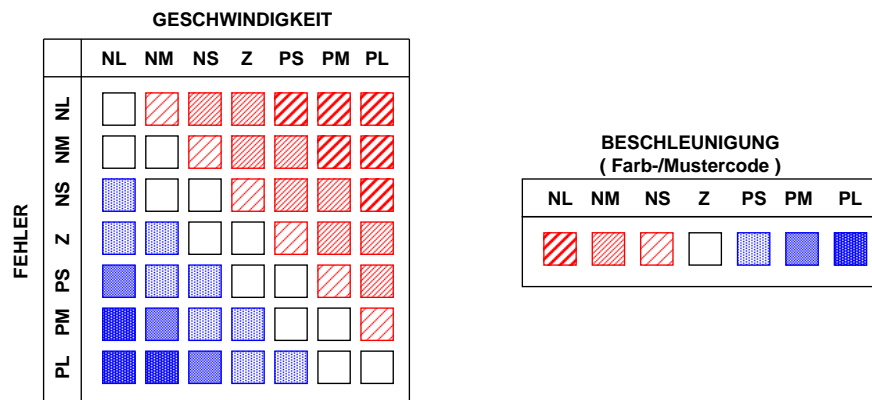 GESCHWINDIGKEIT
NL NM NS Z PS PM PL
FEHLER
NL
NM
NS
Z
PS
PM
PL
BESCHLEUNIGUNG
( Farb-/Mustercode )
NL NM NS Z PS PM PL